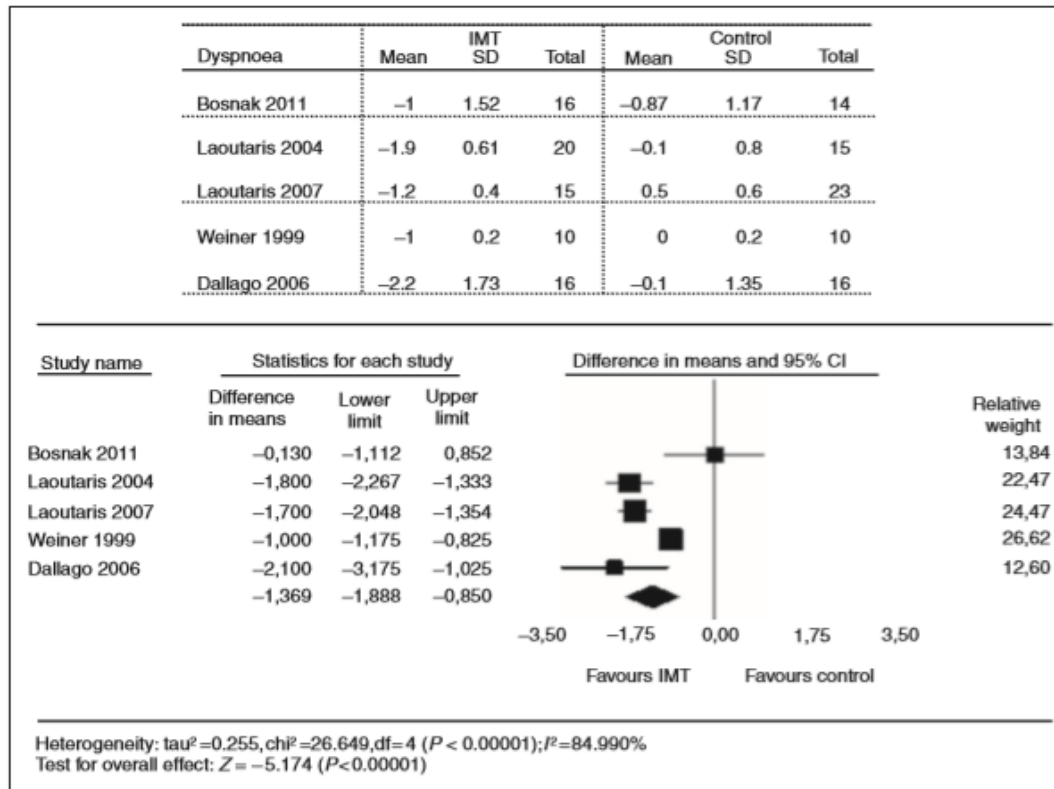 IMT Control
Dyspnoea Mean SD Total Mean SD Total
Bosnak 2011 –1 1.52 16 –0.87 1.17 14
Laoutaris 2004 –1.9 0.61 20 –0.1 0.8 15
Laoutaris 2007 –1.2 0.4 15 0.5 0.6 23
Weiner 1999 –1 0.2 10 0 0.2 10
Dallago 2006 –2.2 1.73 16 –0.1 1.35 16
Study name Statistics for each study Difference in means and 95% CI
Difference in means Lower limit Upper limit Relative weight
Bosnak 2011 –0,130 –1,112 0,852 13,84
Laoutaris 2004 –1,800 –2,267 –1,333 22,47
Laoutaris 2007 –1,700 –2,048 –1,354 24,47
Weiner 1999 –1,000 –1,175 –0,825 26,62
Dallago 2006 –2,100 –3,175 –1,025 12,60
–1,369 –1,888 –0,850
–3,50 –1,75 0,00 1,75 3,50
Favours IMT Favours control
Heterogeneity: tau²=0.255, chi²=26.649, df=4 (P < 0.00001); I²=84.990%
Test for overall effect: Z = –5.174 (P<0.00001)